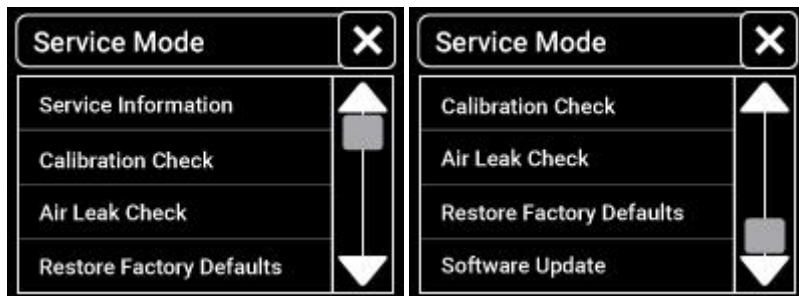 Service Mode
Service Information
Calibration Check
Air Leak Check
Restore Factory Defaults
Service Mode
Calibration Check
Air Leak Check
Restore Factory Defaults
Software Update